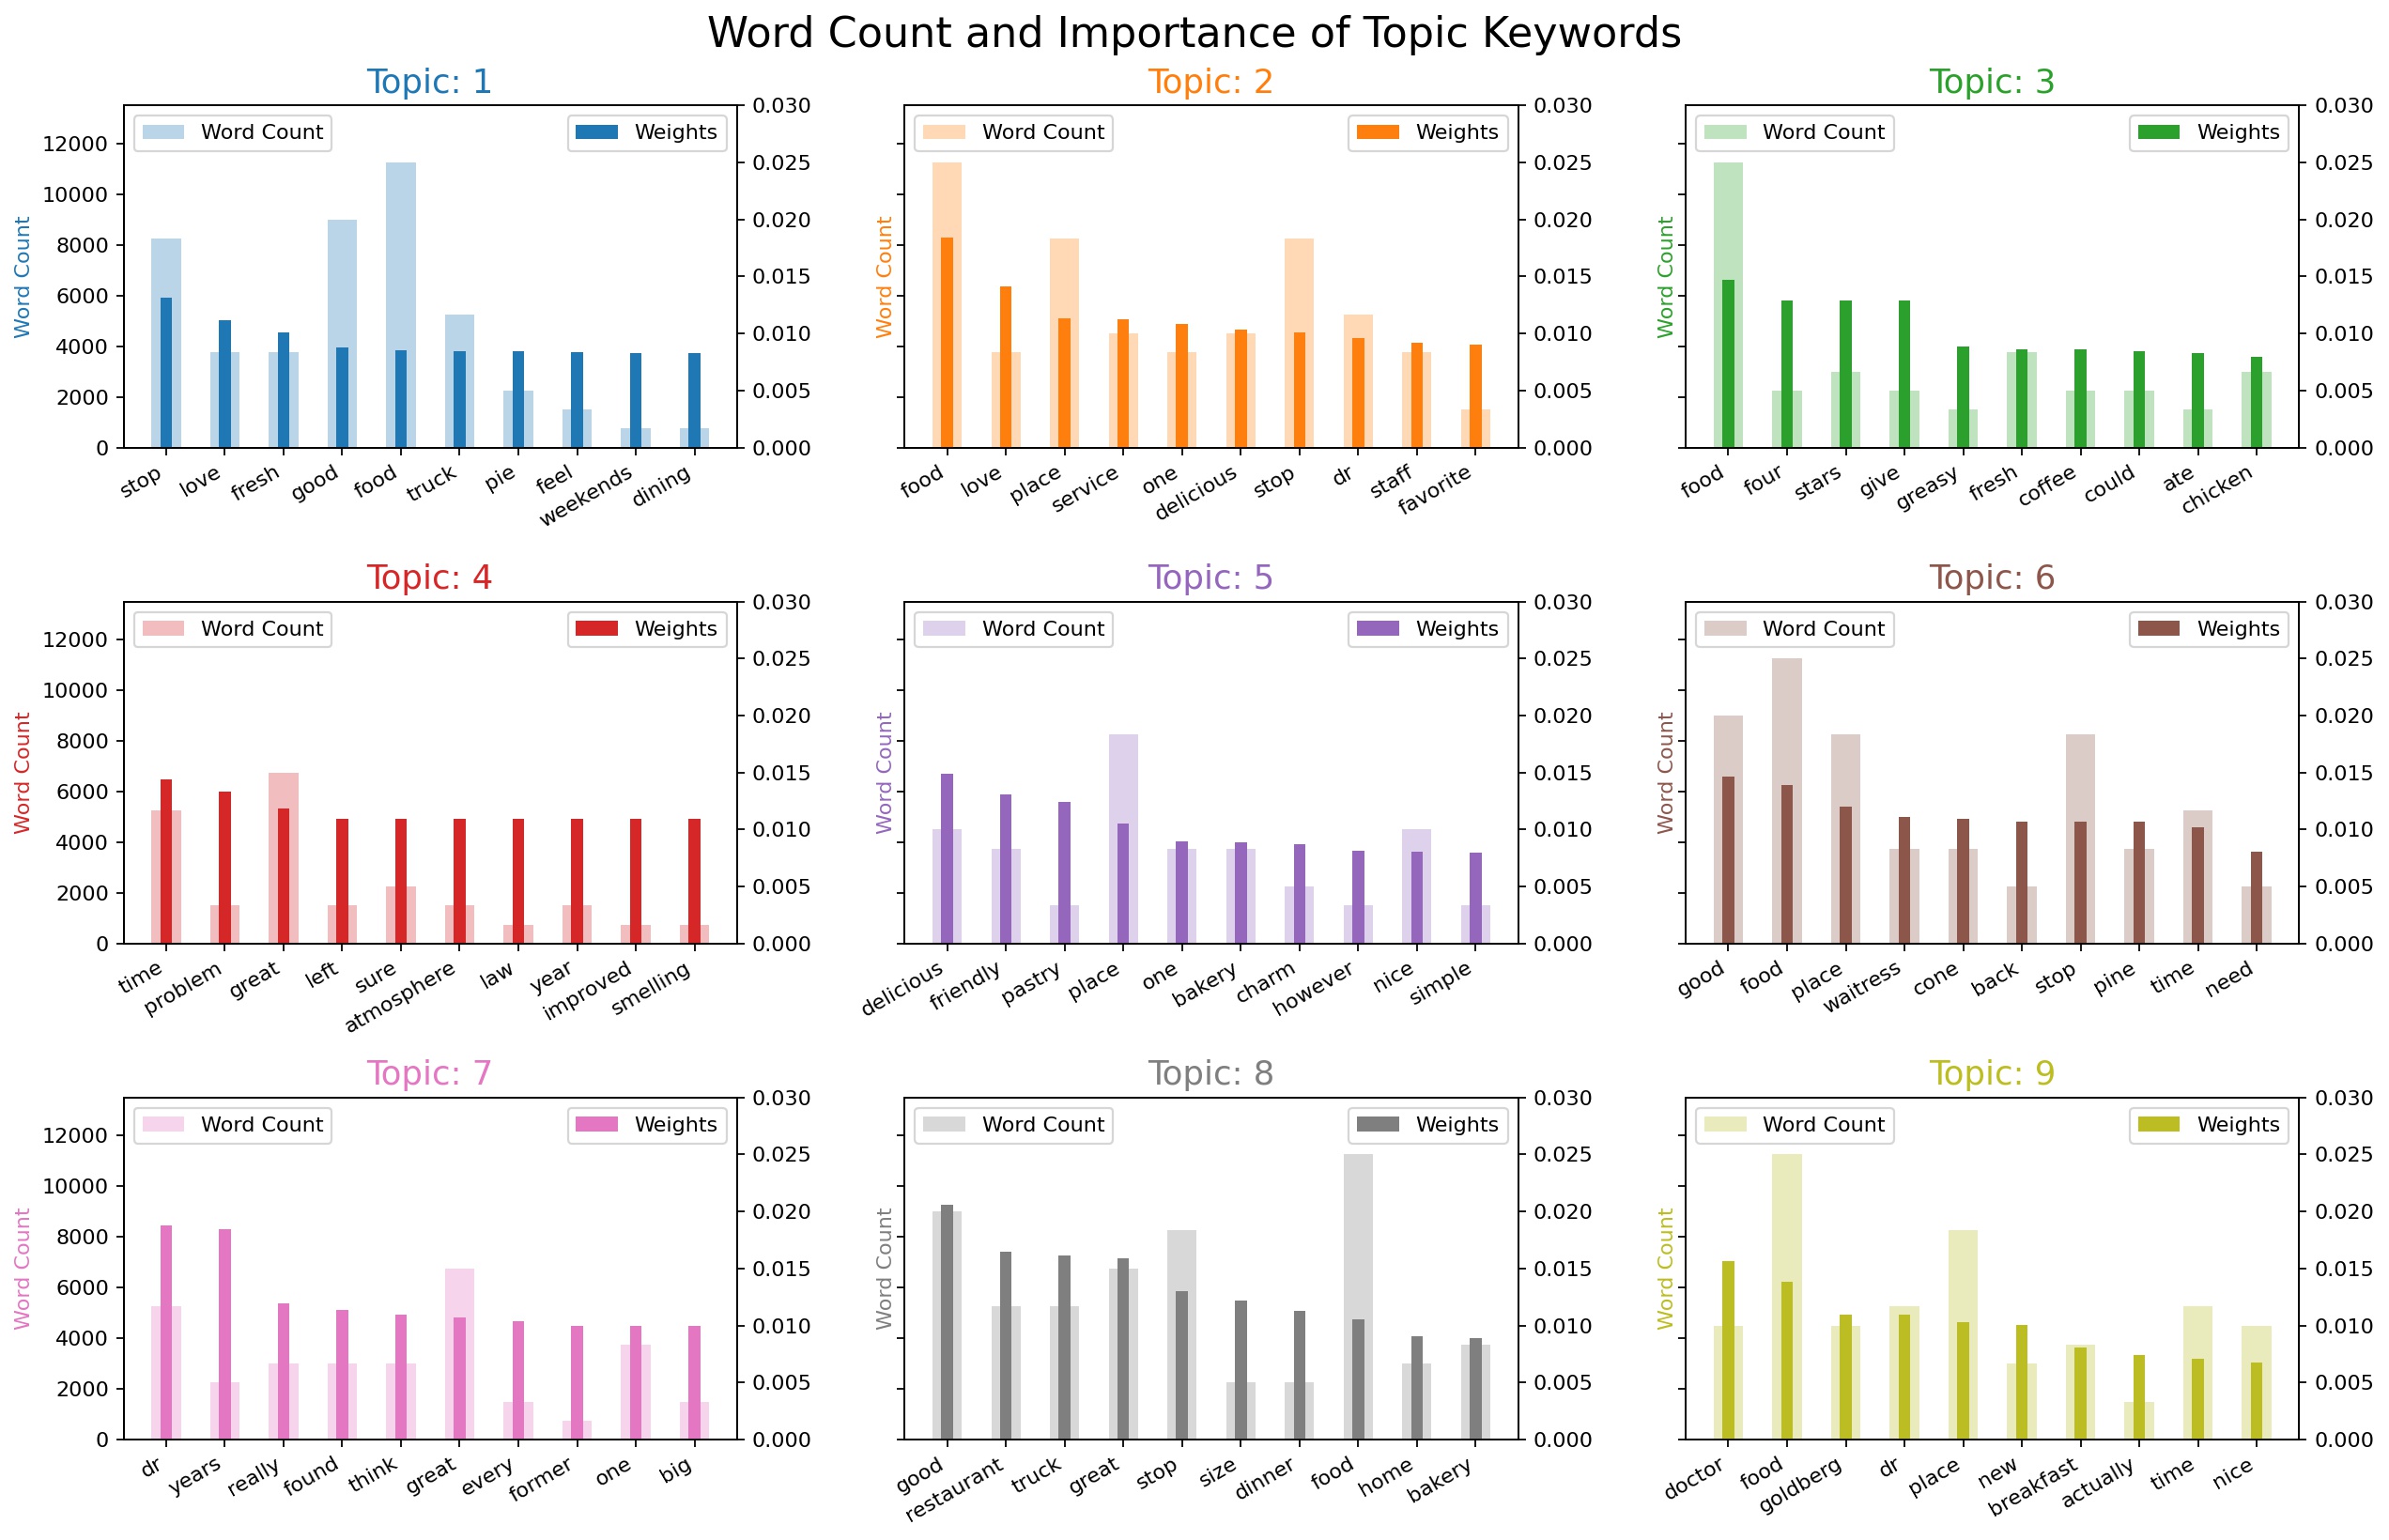 Word Count and Importance of Topic Keywords
Topic: 1
Word Count
Weights
Word Count
12000
10000
8000
6000
4000
2000
0
0.030
0.025
0.020
0.015
0.010
0.005
0.000
stop
love
fresh
good
food
truck
pie
feel
weekends
dining
Topic: 2
Word Count
Weights
Word Count
0.030
0.025
0.020
0.015
0.010
0.005
0.000
food
love
place
service
one
delicious
stop
dr
staff
favorite
Topic: 3
Word Count
Weights
Word Count
0.030
0.025
0.020
0.015
0.010
0.005
0.000
food
four
stars
give
greasy
fresh
coffee
could
ate
chicken
Topic: 4
Word Count
Weights
Word Count
12000
10000
8000
6000
4000
2000
0
0.030
0.025
0.020
0.015
0.010
0.005
0.000
time
problem
great
left
sure
atmosphere
law
year
improved
smelling
Topic: 5
Word Count
Weights
Word Count
0.030
0.025
0.020
0.015
0.010
0.005
0.000
delicious
friendly
pastry
place
one
bakery
charm
however
nice
simple
Topic: 6
Word Count
Weights
Word Count
0.030
0.025
0.020
0.015
0.010
0.005
0.000
good
food
place
waitress
cone
back
stop
pine
time
need
Topic: 7
Word Count
Weights
Word Count
12000
10000
8000
6000
4000
2000
0
0.030
0.025
0.020
0.015
0.010
0.005
0.000
dr
years
really
found
think
great
every
former
one
big
Topic: 8
Word Count
Weights
Word Count
0.030
0.025
0.020
0.015
0.010
0.005
0.000
good
restaurant
truck
great
stop
size
dinner
food
home
bakery
Topic: 9
Word Count
Weights
Word Count
0.030
0.025
0.020
0.015
0.010
0.005
0.000
doctor
food
goldberg
dr
place
new
breakfast
actually
time
nice